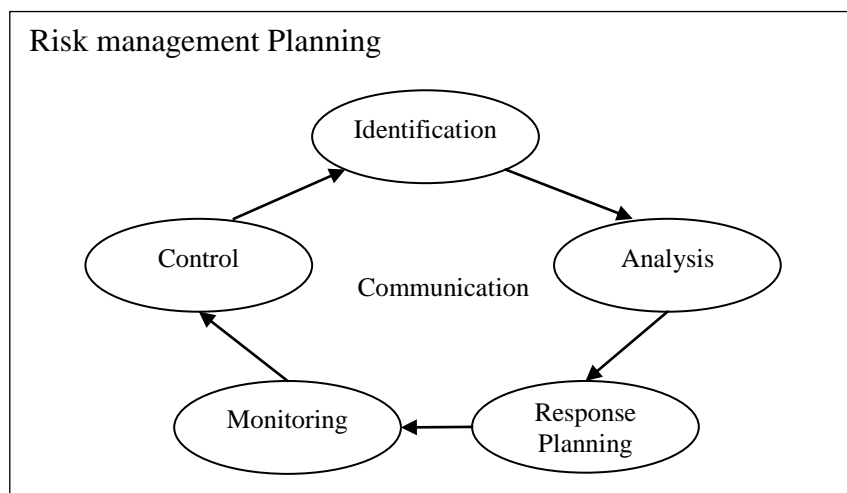 Risk management Planning
Identification
Control
Analysis
Communication
Monitoring
Response
Planning